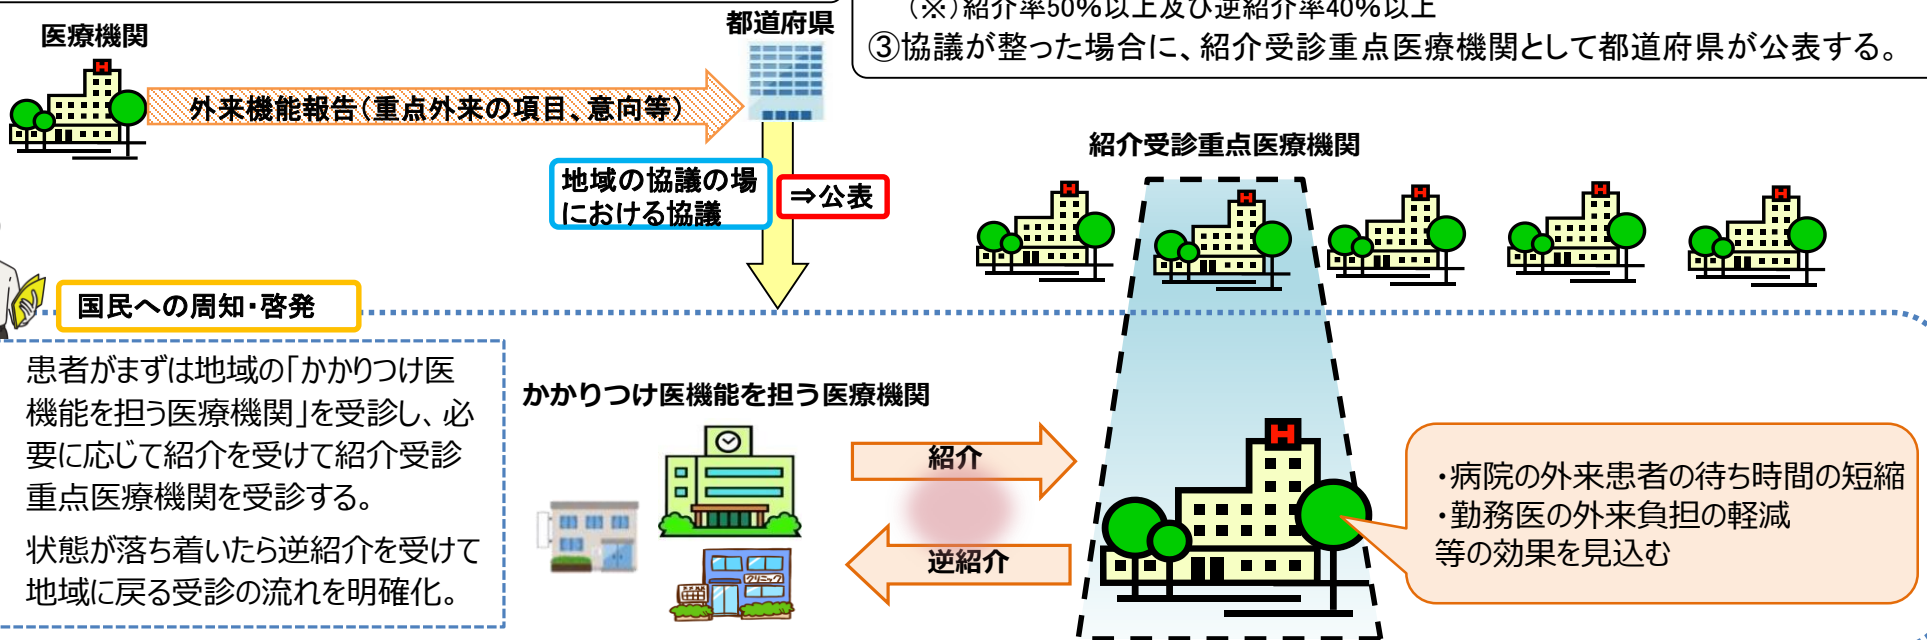 (※)紹介率50%以上及び逆紹介率40%以上
③協議が整った場合に、紹介受診重点医療機関として都道府県が公表する。
都道府県
医療機関
外来機能報告(重点外来の項目、意向等)
地域の協議の場
における協議
⇒公表
紹介受診重点医療機関
H
H
H
H
H
H
国民への周知・啓発
患者がまずは地域の「かかりつけ医
機能を担う医療機関」を受診し、必
要に応じて紹介を受けて紹介受診
重点医療機関を受診する。
状態が落ち着いたら逆紹介を受けて
地域に戻る受診の流れを明確化。
かかりつけ医機能を担う医療機関
クリニック
紹介
逆紹介
H
・病院の外来患者の待ち時間の短縮
・勤務医の外来負担の軽減
等の効果を見込む